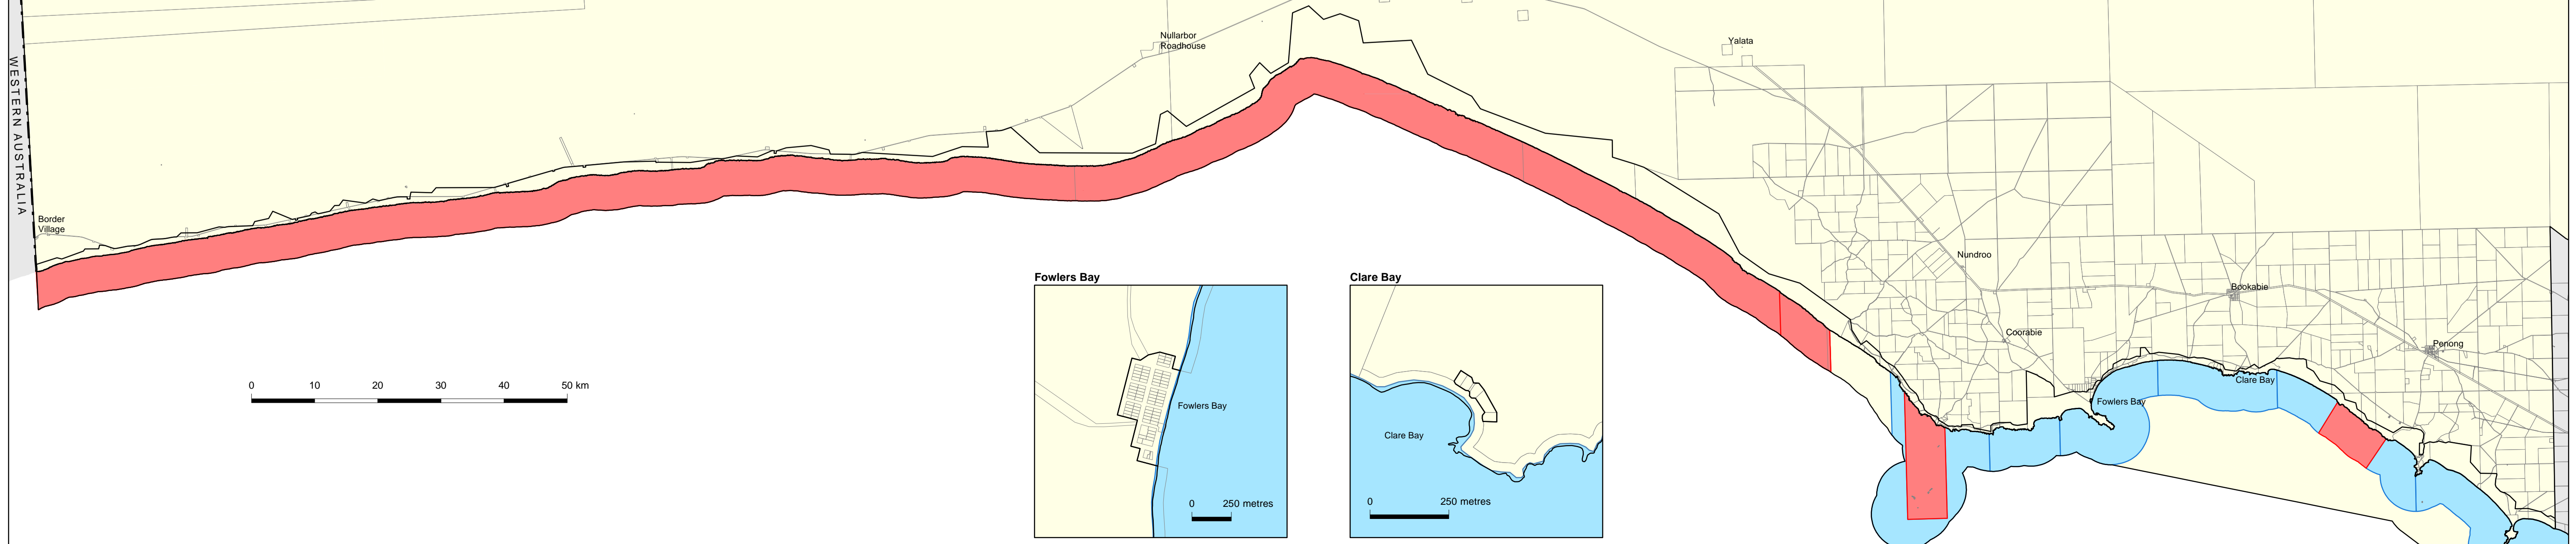 WESTERN AUSTRALIA
Nullarbor
Roadhouse
Yalata
Border
Village
Nundroo
Bookabie
Coorabie
Penong
Clare Bay
Fowlers Bay
0 10 20 30 40 50 km
Fowlers Bay
Fowlers Bay
0 250 metres
Clare Bay
Clare Bay
0 250 metres